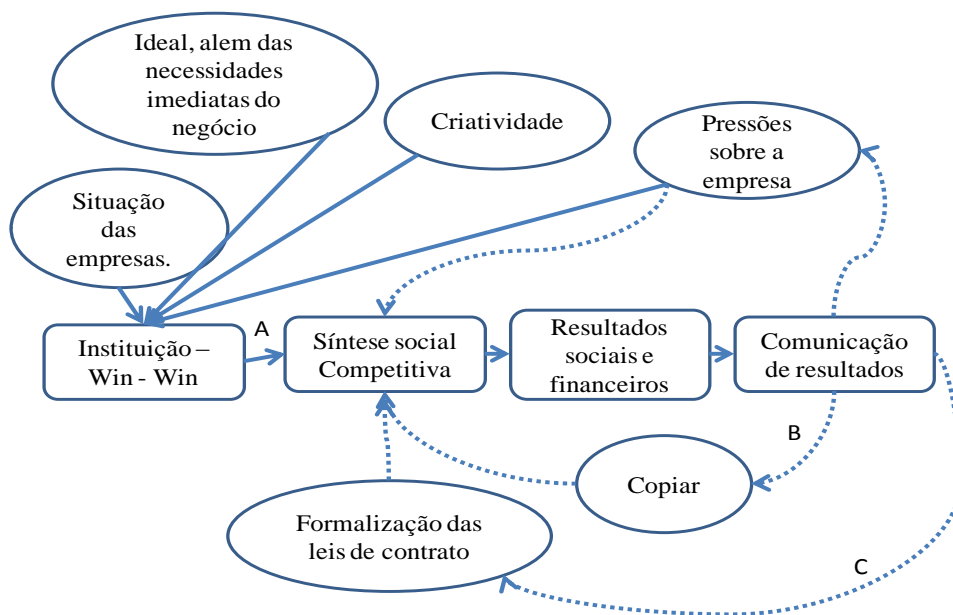 Ideal, alem das
necessidades
imediatas do
negócio
Criatividade
Pressões
sobre a
empresa
Situação
das
empresas.
A
Instituição –
Win - Win
Síntese social
Competitiva
Resultados
sociais e
financeiros
Comunicação
de resultados
B
Copiar
Formalização das
leis de contrato
C